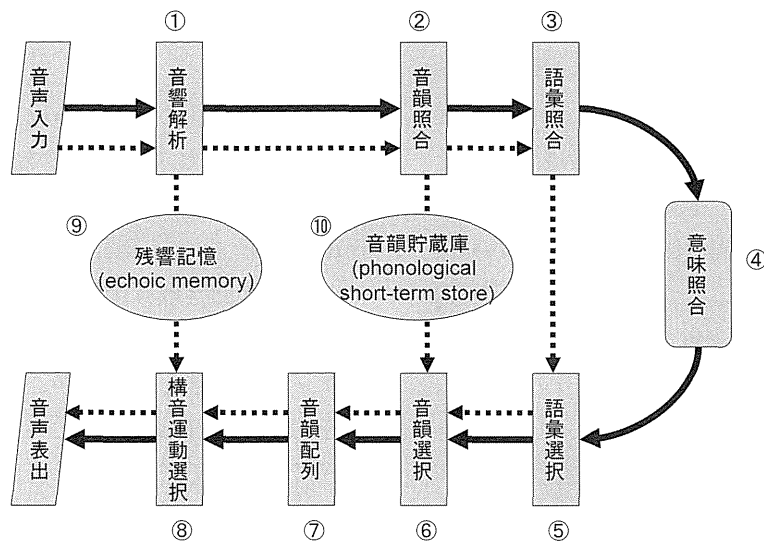 ①
②
③
音声入力
音響解析
音韻照合
語彙照合
⑨
残響記憶
(echoic memory)
⑩
音韻貯蔵庫
(phonological
short-term store)
意味照合
④
音声表出
構音運動選択
音韻配列
音韻選択
語彙選択
⑧
⑦
⑥
⑤